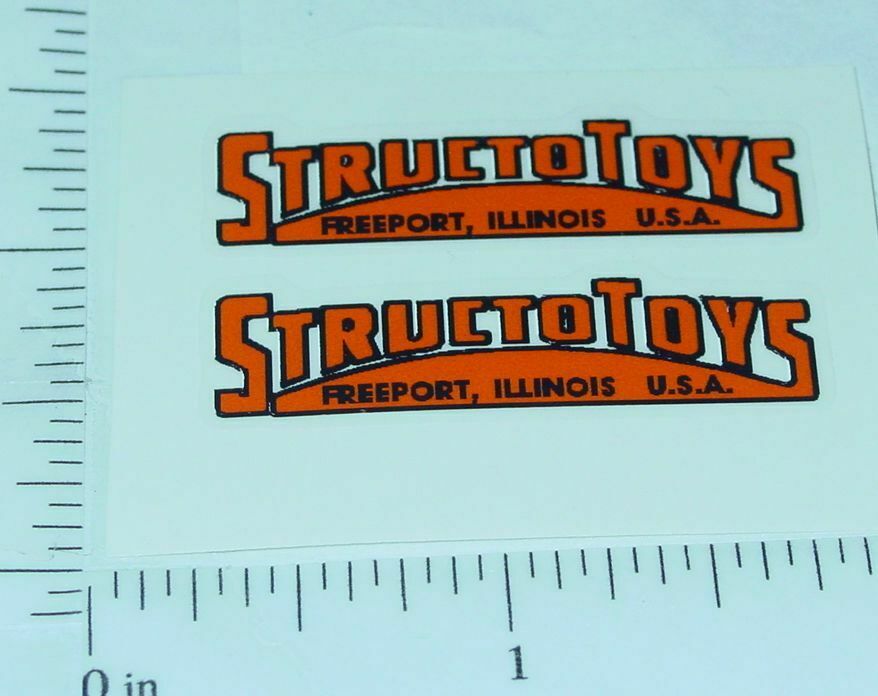 STRUCTOTOYS
FREEPORT, ILLINOIS U.S.A.
STRUCTOTOYS
FREEPORT, ILLINOIS U.S.A.
1
0 in